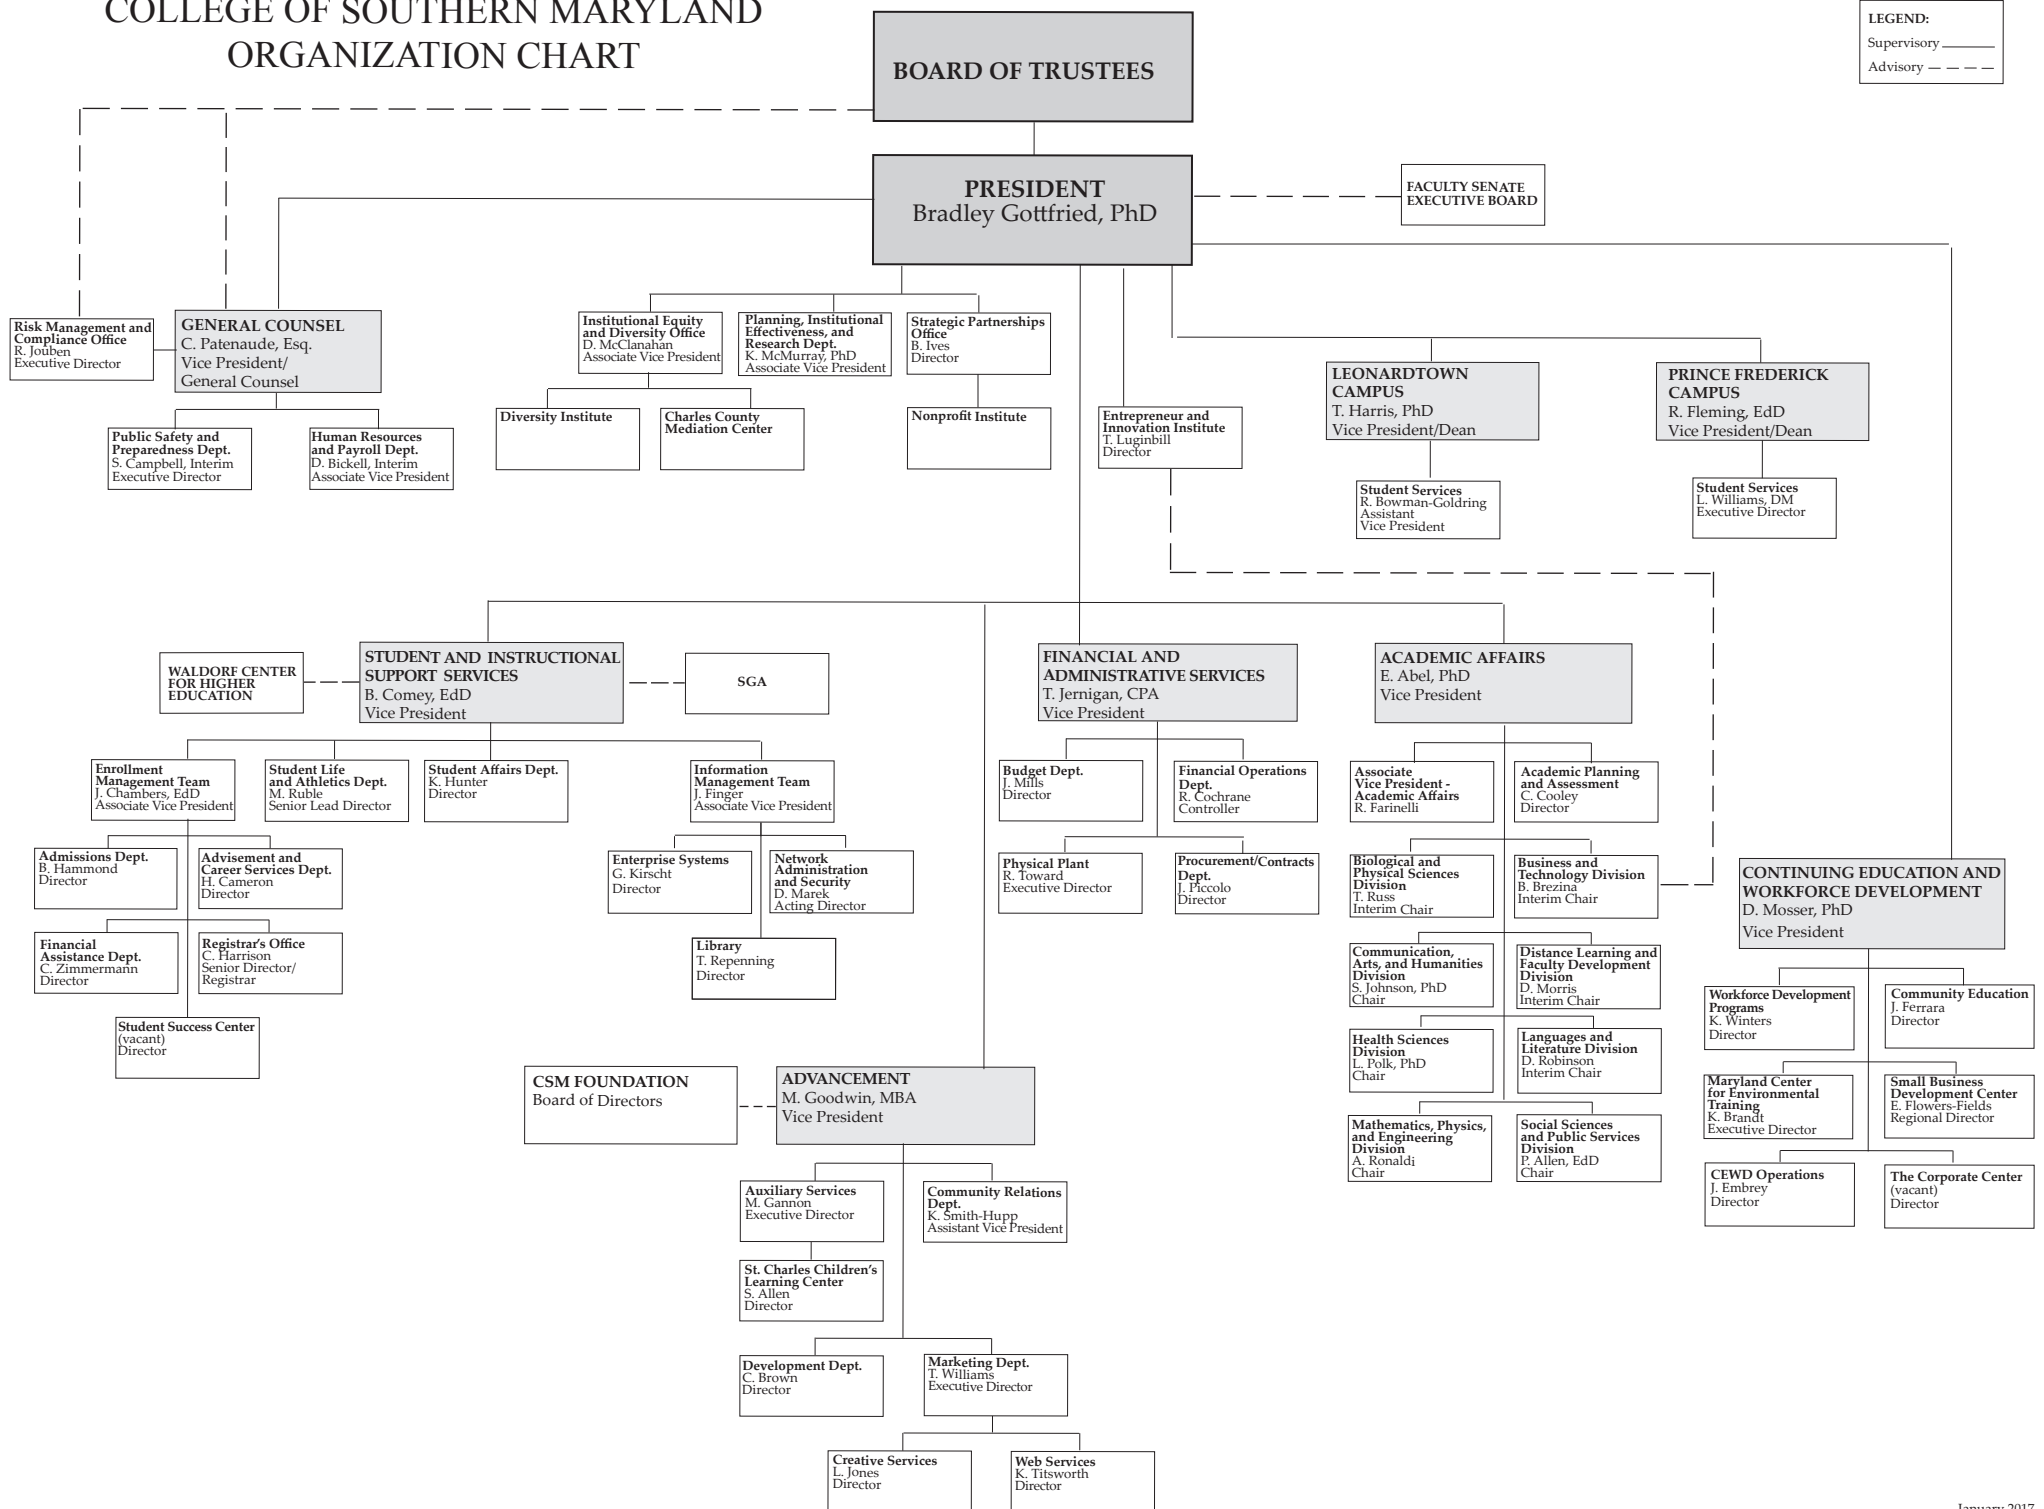 COLLEGE OF SOUTHERN MARYLAND
ORGANIZATION CHART
LEGEND:
Supervisory
Advisory
BOARD OF TRUSTEES
PRESIDENT
Bradley Gottfried, PhD
FACULTY SENATE
EXECUTIVE BOARD
Risk Management and
Compliance Office
R. Jouben
Executive Director
GENERAL COUNSEL
C. Patenaude, Esq.
Vice President/
General Counsel
Public Safety and
Preparedness Dept.
S. Campbell, Interim
Executive Director
Human Resources
and Payroll Dept.
D. Bickell, Interim
Associate Vice President
Institutional Equity
and Diversity Office
D. McClanahan
Associate Vice President
Planning, Institutional
Effectiveness, and
Research Dept.
K. McMurray, PhD
Associate Vice President
Strategic Partnerships
Office
B. Ives
Director
Diversity Institute
Charles County
Mediation Center
Nonprofit Institute
Entrepreneur and
Innovation Institute
T. Luginbill
Director
LEONARDTOWN
CAMPUS
T. Harris, PhD
Vice President/Dean
PRINCE FREDERICK
CAMPUS
R. Fleming, EdD
Vice President/Dean
Student Services
R. Bowman-Goldring
Assistant
Vice President
Student Services
L. Williams, DM
Executive Director
WALDORF CENTER
FOR HIGHER
EDUCATION
STUDENT AND INSTRUCTIONAL
SUPPORT SERVICES
B. Comey, EdD
Vice President
SGA
FINANCIAL AND
ADMINISTRATIVE SERVICES
T. Jernigan, CPA
Vice President
ACADEMIC AFFAIRS
E. Abel, PhD
Vice President
Enrollment
Management Team
J. Chambers, EdD
Associate Vice President
Student Life
and Athletics Dept.
M. Ruble
Senior Lead Director
Student Affairs Dept.
K. Hunter
Director
Information
Management Team
J. Finger
Associate Vice President
Admissions Dept.
B. Hammond
Director
Advisement and
Career Services Dept.
H. Cameron
Director
Financial
Assistance Dept.
C. Zimmermann
Director
Registrar's Office
C. Harrison
Senior Director/
Registrar
Student Success Center
(vacant)
Director
Enterprise Systems
G. Kirscht
Director
Network
Administration
and Security
D. Marek
Acting Director
Library
T. Repenning
Director
Budget Dept.
J. Mills
Director
Financial Operations
Dept.
R. Cochrane
Controller
Physical Plant
R. Toward
Executive Director
Procurement/Contracts
Dept.
J. Piccolo
Director
Associate
Vice President -
Academic Affairs
R. Farinelli
Academic Planning
and Assessment
C. Cooley
Director
Biological and
Physical Sciences
Division
T. Russ
Interim Chair
Business and
Technology Division
B. Brezina
Interim Chair
Communication,
Arts, and Humanities
Division
S. Johnson, PhD
Chair
Distance Learning and
Faculty Development
Division
D. Morris
Interim Chair
Health Sciences
Division
L. Polk, PhD
Chair
Languages and
Literature Division
D. Robinson
Interim Chair
Mathematics, Physics,
and Engineering
Division
A. Ronaldi
Chair
Social Sciences
and Public Services
Division
P. Allen, EdD
Chair
CONTINUING EDUCATION AND
WORKFORCE DEVELOPMENT
D. Mosser, PhD
Vice President
Workforce Development
Programs
K. Winters
Director
Community Education
J. Ferrara
Director
Maryland Center
for Environmental
Training
K. Brandt
Executive Director
Small Business
Development Center
E. Flowers-Fields
Regional Director
CEWD Operations
J. Embrey
Director
The Corporate Center
(vacant)
Director
CSM FOUNDATION
Board of Directors
ADVANCEMENT
M. Goodwin, MBA
Vice President
Auxiliary Services
M. Gannon
Executive Director
Community Relations
Dept.
K. Smith-Hupp
Assistant Vice President
St. Charles Children's
Learning Center
S. Allen
Director
Development Dept.
C. Brown
Director
Marketing Dept.
T. Williams
Executive Director
Creative Services
L. Jones
Director
Web Services
K. Titsworth
Director
January 2017